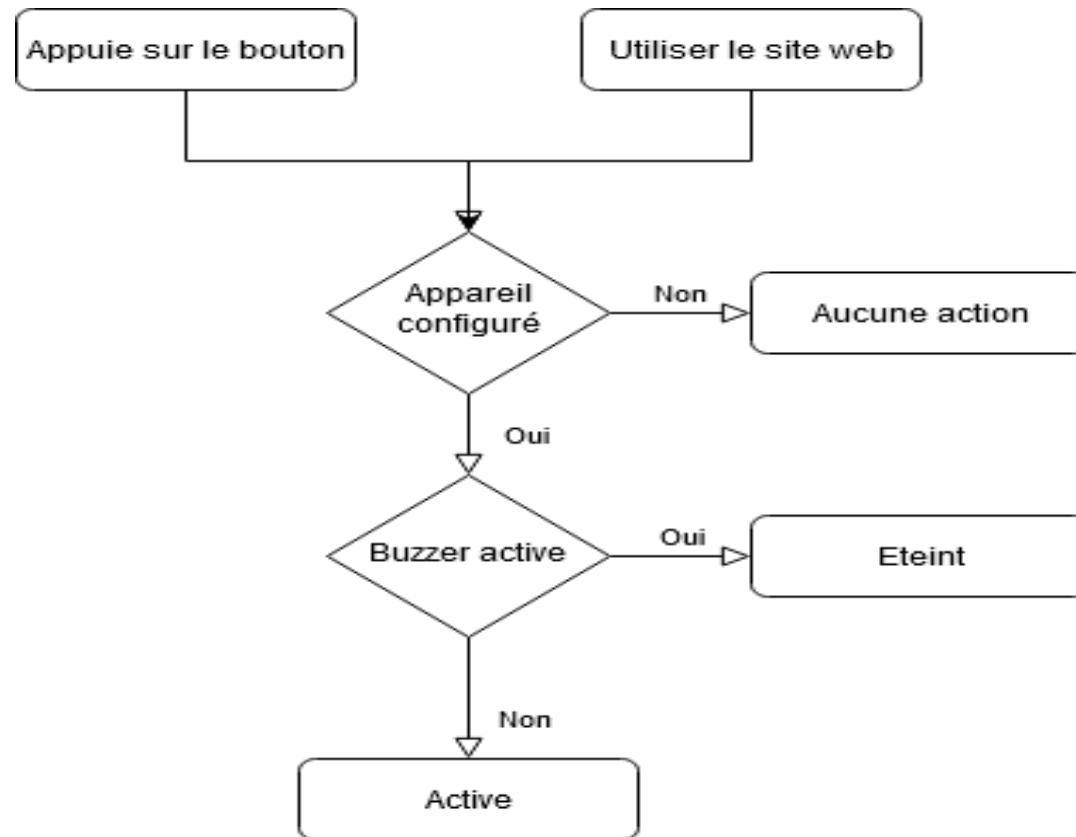 Appuie sur le bouton
Utiliser le site web
Appareil
configuré
Non
Aucune action
Oui
Buzzer active
Oui
Eteint
Non
Active